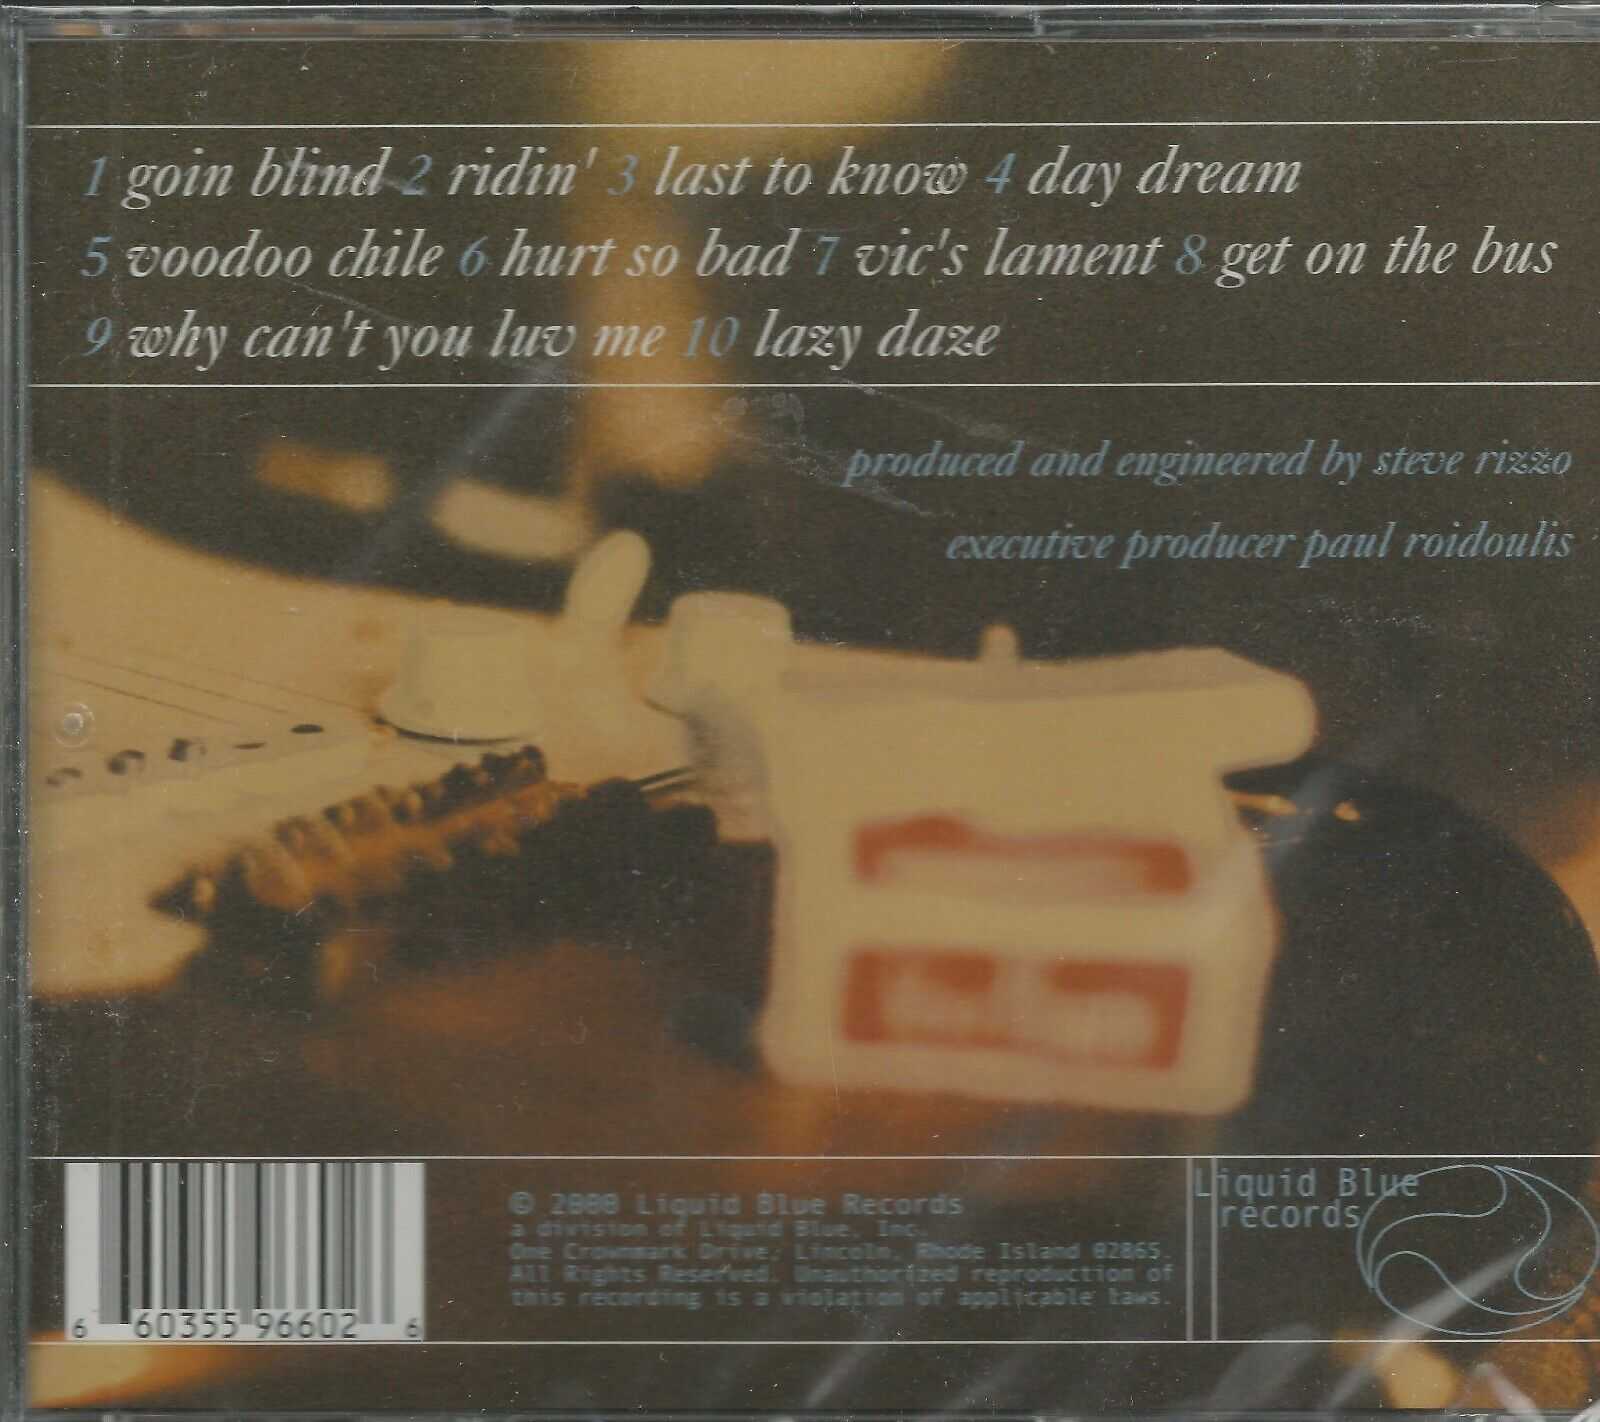 1 goin blind 2 ridin' 3 last to know 4 day dream
5 voodoo chile 6 hurt so bad 7 vic's lament 8 get on the bus
9 why can't you luv me 10 lazy daze
produced and engineered by steve rizzo
executive producer paul roidoulis
6 60355 96602 6
© 2000 Liquid Blue Records
a division of Liquid Blue, Inc.
One Crownmark Drive, Lincoln, Rhode Island 02865.
All Rights Reserved. Unauthorized reproduction of
this recording is a violation of applicable laws.
Liquid Blue
records